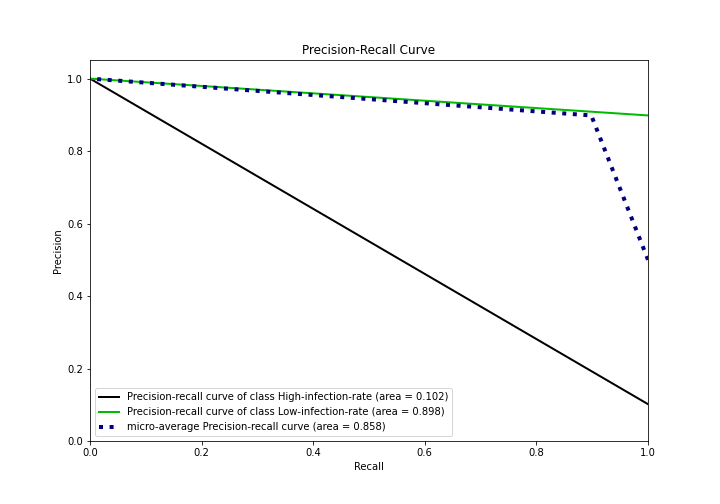 Precision-Recall Curve
1.0
0.8
0.6
0.4
0.2
0.0
Precision
Precision-recall curve of class High-infection-rate (area = 0.102)
Precision-recall curve of class Low-infection-rate (area = 0.898)
micro-average Precision-recall curve (area = 0.858)
0.0 0.2 0.4 0.6 0.8 1.0
Recall